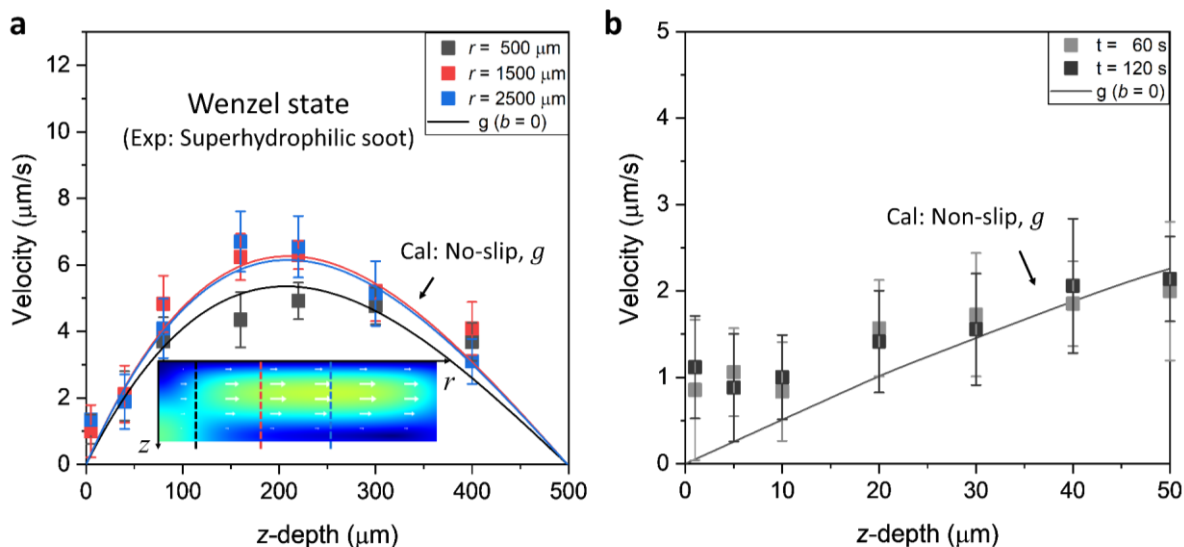 a
r = 500 μm
r = 1500 μm
r = 2500 μm
g (b = 0)
Wenzel state
(Exp: Superhydrophilic soot)
Cal: No-slip, g
r
z
Velocity (μm/s)
12
10
8
6
4
2
0
0 100 200 300 400 500
z-depth (μm)
b
t = 60 s
t = 120 s
g (b = 0)
Cal: Non-slip, g
Velocity (μm/s)
5
4
3
2
1
0
0 10 20 30 40 50
z-depth (μm)